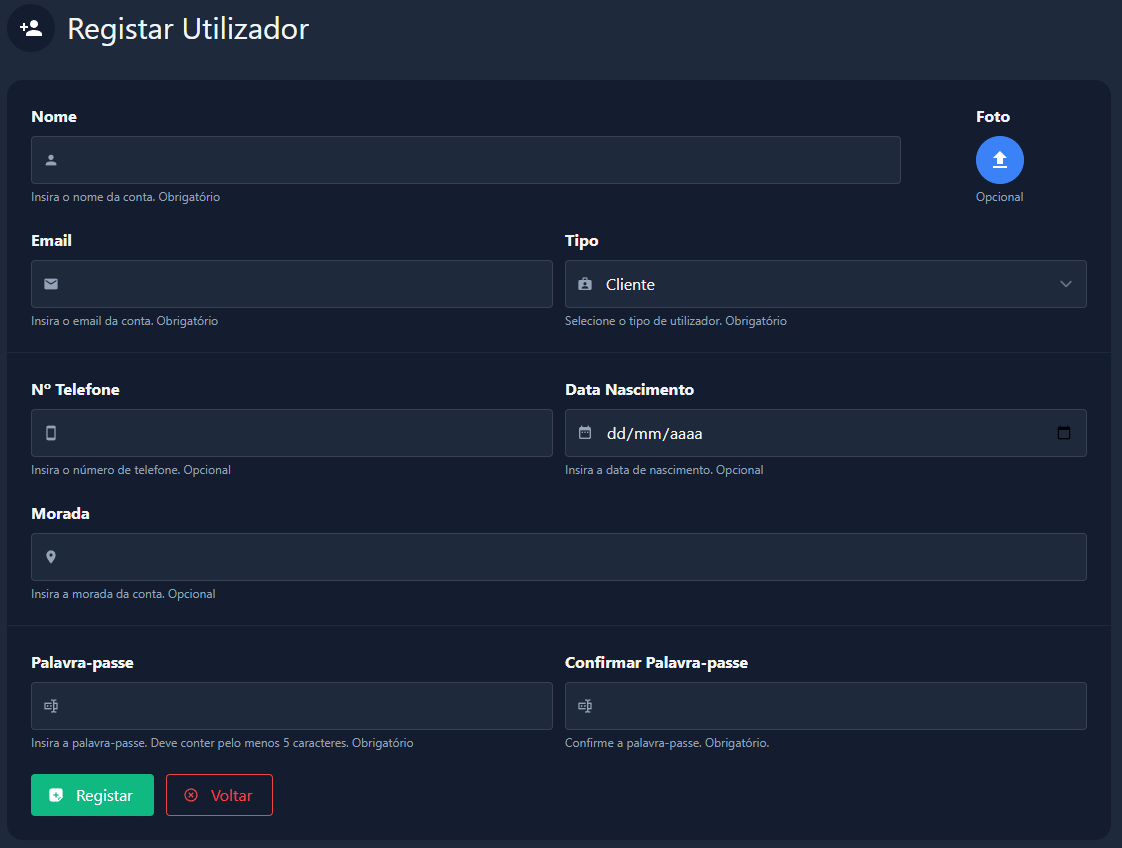 Registar Utilizador
Nome
Foto
Insira o nome da conta. Obrigatório
Opcional
Email
Tipo
Cliente
Insira o email da conta. Obrigatório
Selecione o tipo de utilizador. Obrigatório
Nº Telefone
Data Nascimento
dd/mm/aaaa
Insira o número de telefone. Opcional
Insira a data de nascimento. Opcional
Morada
Insira a morada da conta. Opcional
Palavra-passe
Confirmar Palavra-passe
Insira a palavra-passe. Deve conter pelo menos 5 caracteres. Obrigatório
Confirme a palavra-passe. Obrigatório.
Registar
Voltar